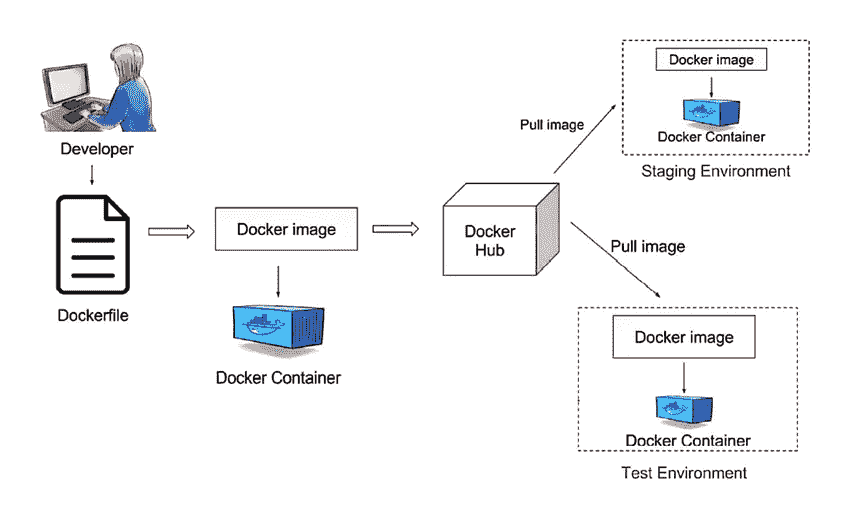 Developer
Dockerfile
Docker image
Docker Container
Docker
Hub
Pull image
Docker image
Docker Container
Staging Environment
Pull image
Docker image
Docker Container
Test Environment